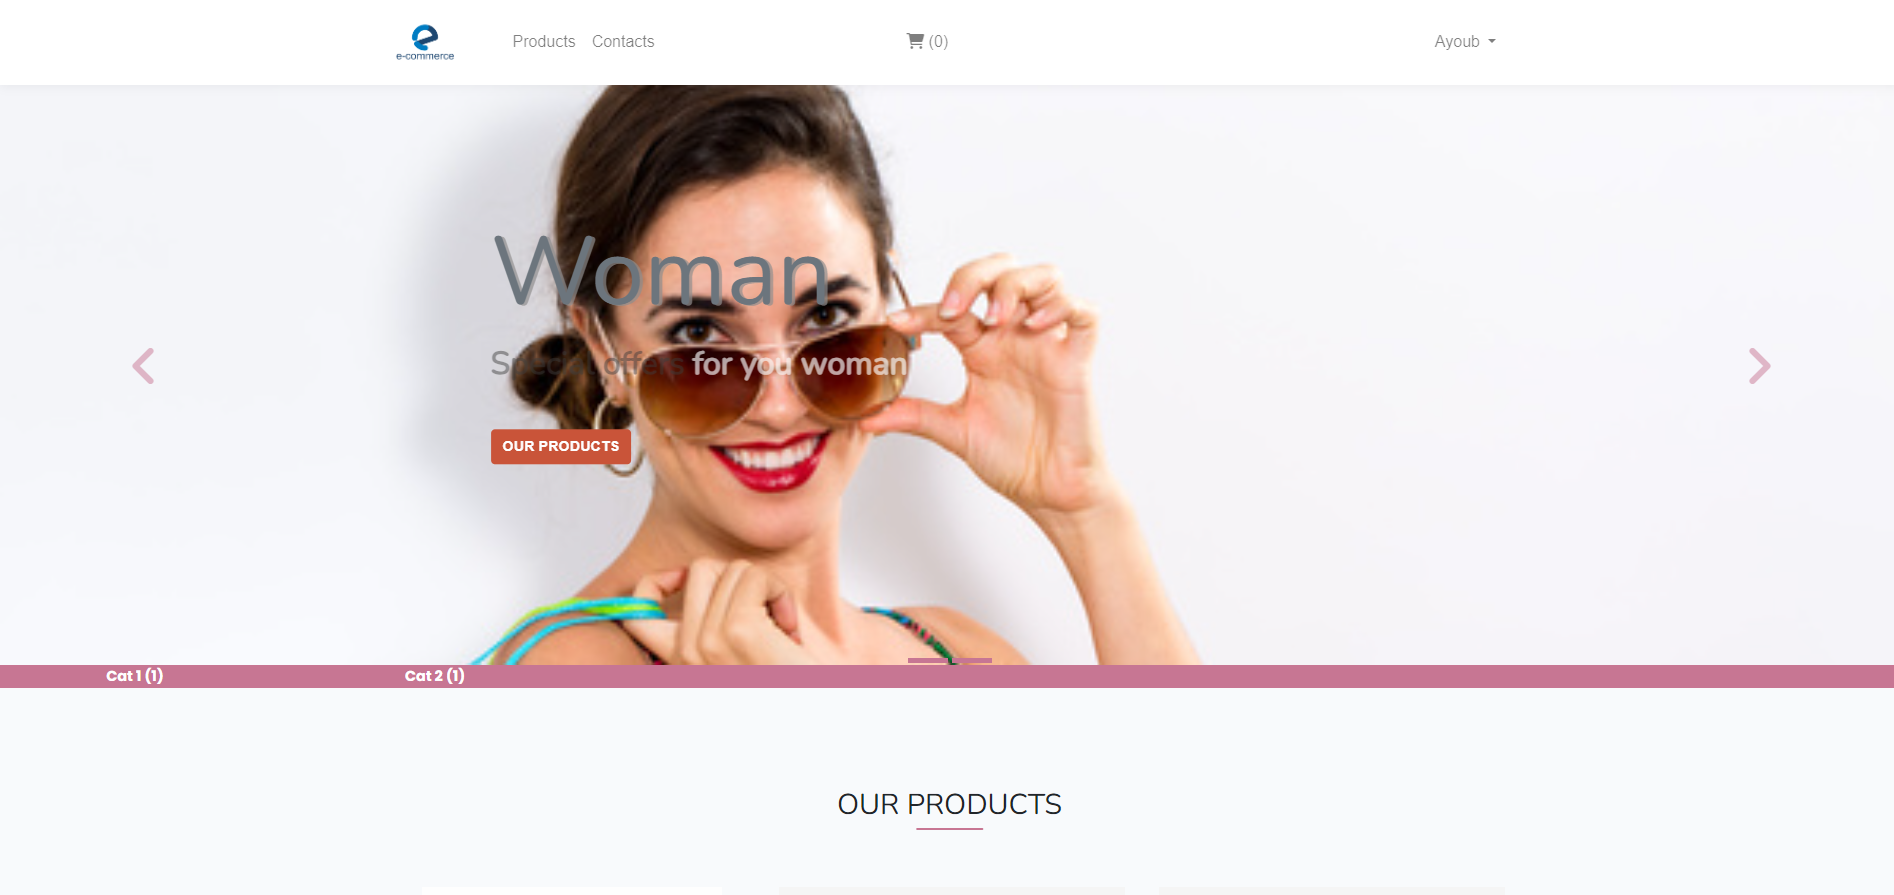 e-commerce
Products Contacts (0) Ayoub
Woman
Special offers for you woman
OUR PRODUCTS
Cat 1 (1) Cat 2 (1)
OUR PRODUCTS